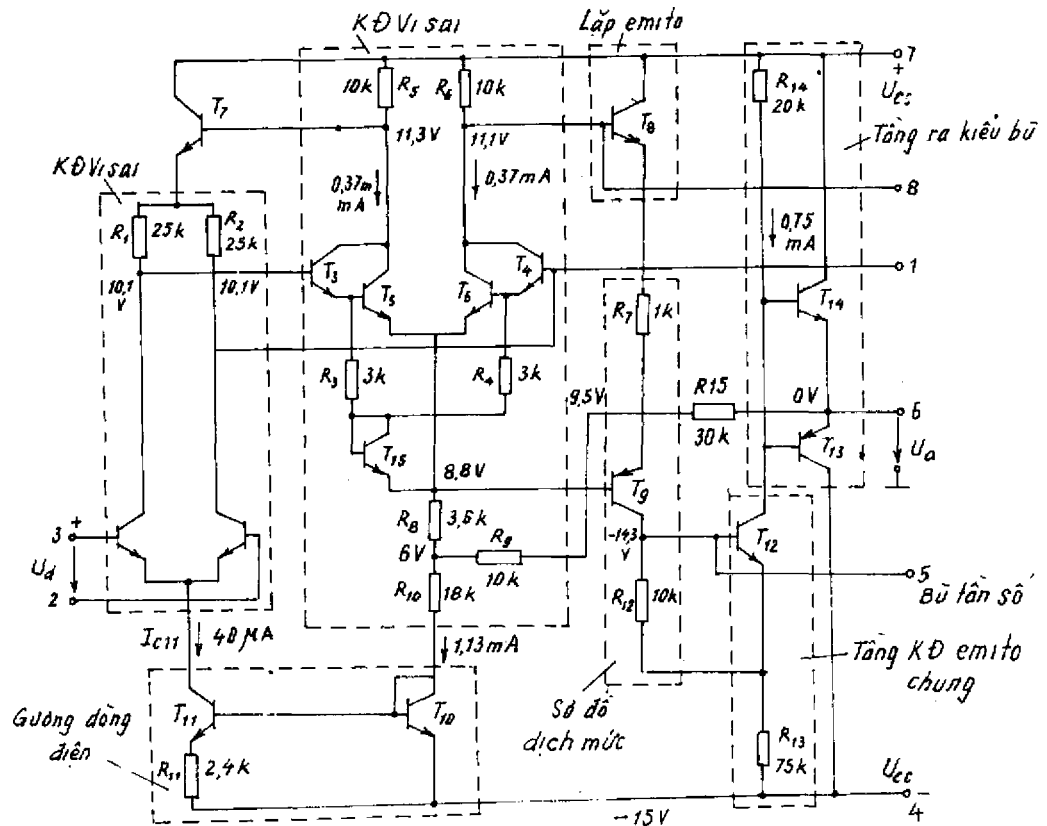 KĐ Vi sai
Lặp emito
10k
R5
R6
10k
R14
20k
7
+
Ucc
T7
11,3V
11,1V
T8
Tầng ra kiểu bù
KĐ Vi sai
0,37m
mA
0,37mA
8
R1
25k
R2
25k
0,75
mA
T3
T5
T6
T4
1
10,1
V
10,1V
T14
R7
1k
R3
3k
R4
3k
9,5V
R15
30k
0V
6
T15
8,8V
T9
T13
Ua
R8
3,6k
-14,3
V
3
+
T12
6V
R9
10k
Ud
2
R10
18k
R12
10k
5
Bù tần số
IC11
48µA
1,13mA
Tầng KĐ emito
chung
T11
T10
Sơ đồ
dịch mức
Gương dòng
điện
R13
75k
R11
2,4k
Ucc
4
-15V